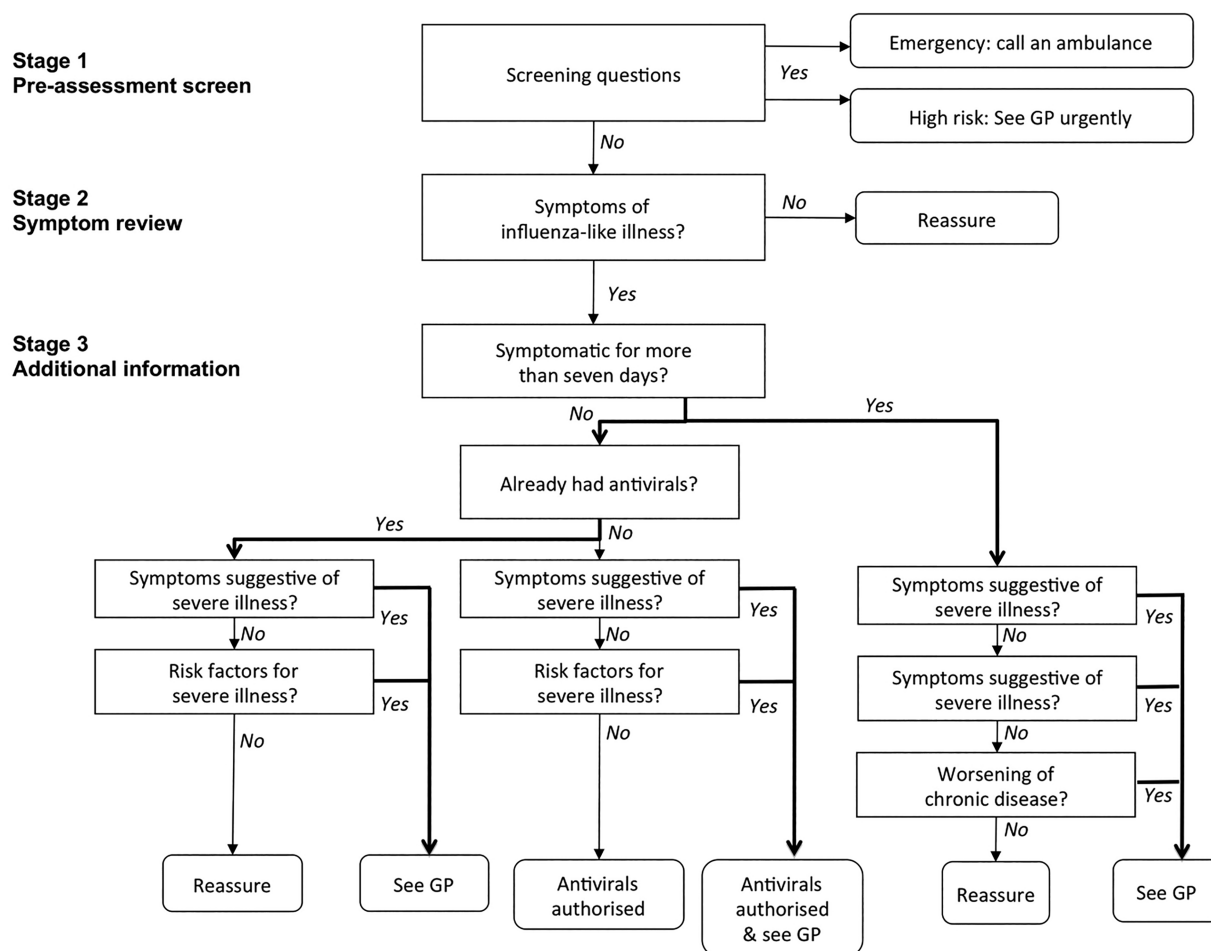 Stage 1
Pre-assessment screen
Screening questions
Yes
Emergency: call an ambulance
High risk: See GP urgently
No
Stage 2
Symptom review
Symptoms of
influenza-like illness?
No
Reassure
Yes
Stage 3
Additional information
Symptomatic for more
than seven days?
No
Yes
Already had antivirals?
Yes
No
Symptoms suggestive of
severe illness?
Yes
No
Risk factors for
severe illness?
Yes
No
Symptoms suggestive of
severe illness?
Yes
No
Risk factors for
severe illness?
Yes
No
Symptoms suggestive of
severe illness?
Yes
No
Symptoms suggestive of
severe illness?
Yes
No
Worsening of
chronic disease?
Yes
No
Reassure
See GP
Antivirals
authorised
Antivirals
authorised
& see GP
Reassure
See GP